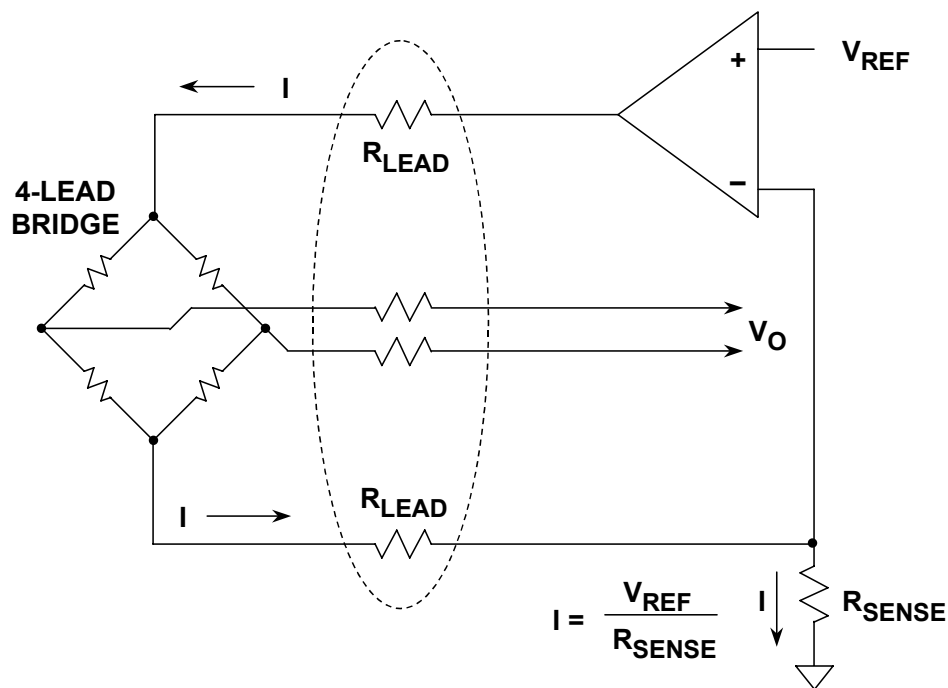 +
V_REF
I
R_LEAD
−
4-LEAD
BRIDGE
V_O
R_LEAD
I
I = V_REF / R_SENSE
I
R_SENSE